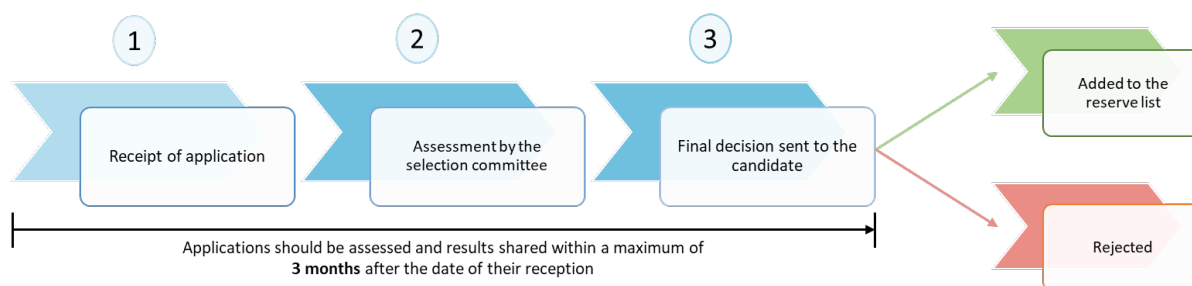 1
2
3
Receipt of application
Assessment by the
selection committee
Final decision sent to the
candidate
Added to the
reserve list
Rejected
Applications should be assessed and results shared within a maximum of
3 months after the date of their reception